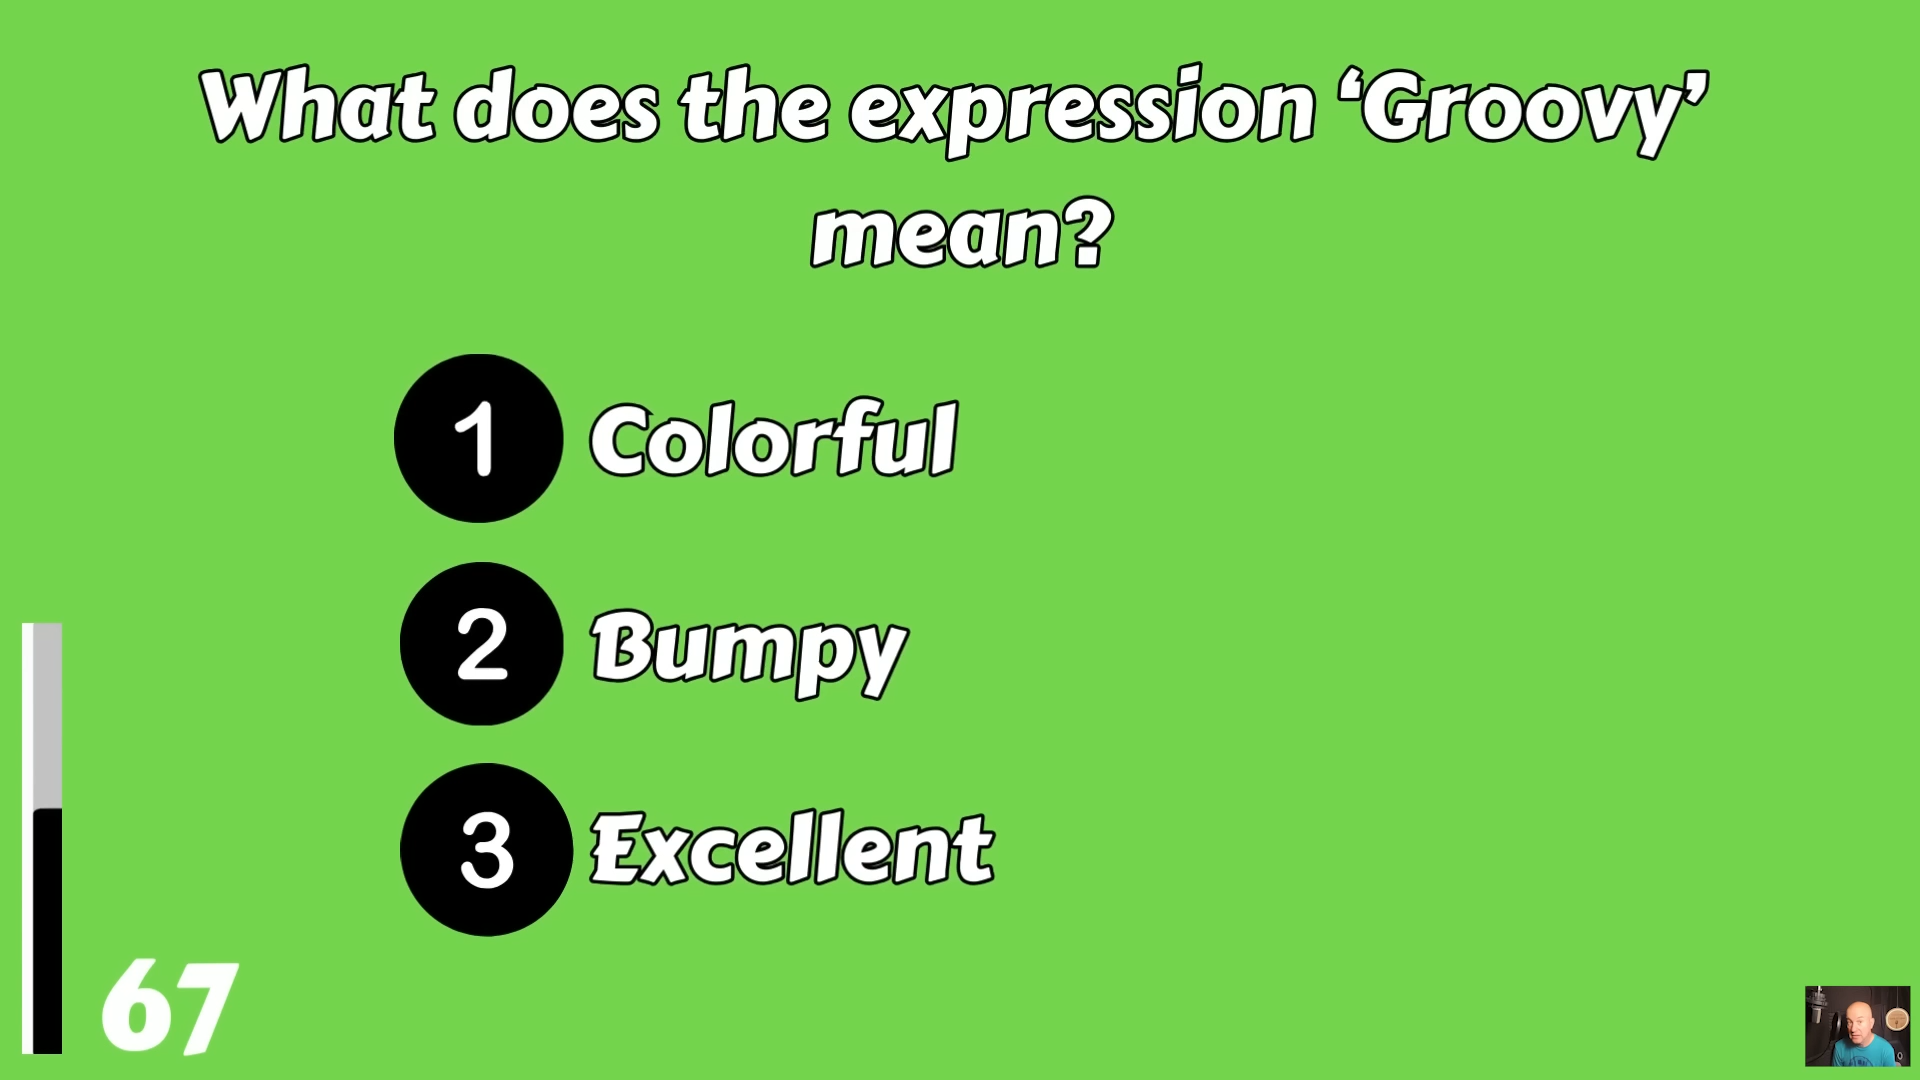 What does the expression ‘Groovy’
mean?
1 Colorful
2 Bumpy
3 Excellent
67